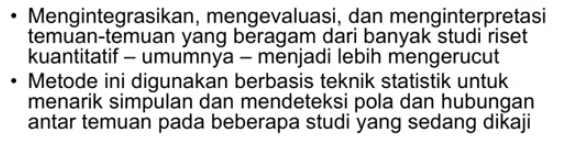 • Mengintegrasikan, mengevaluasi, dan menginterpretasi
temuan-temuan yang beragam dari banyak studi riset
kuantitatif – umumnya – menjadi lebih mengerucut
• Metode ini digunakan berbasis teknik statistik untuk
menarik simpulan dan mendeteksi pola dan hubungan
antar temuan pada beberapa studi yang sedang dikaji